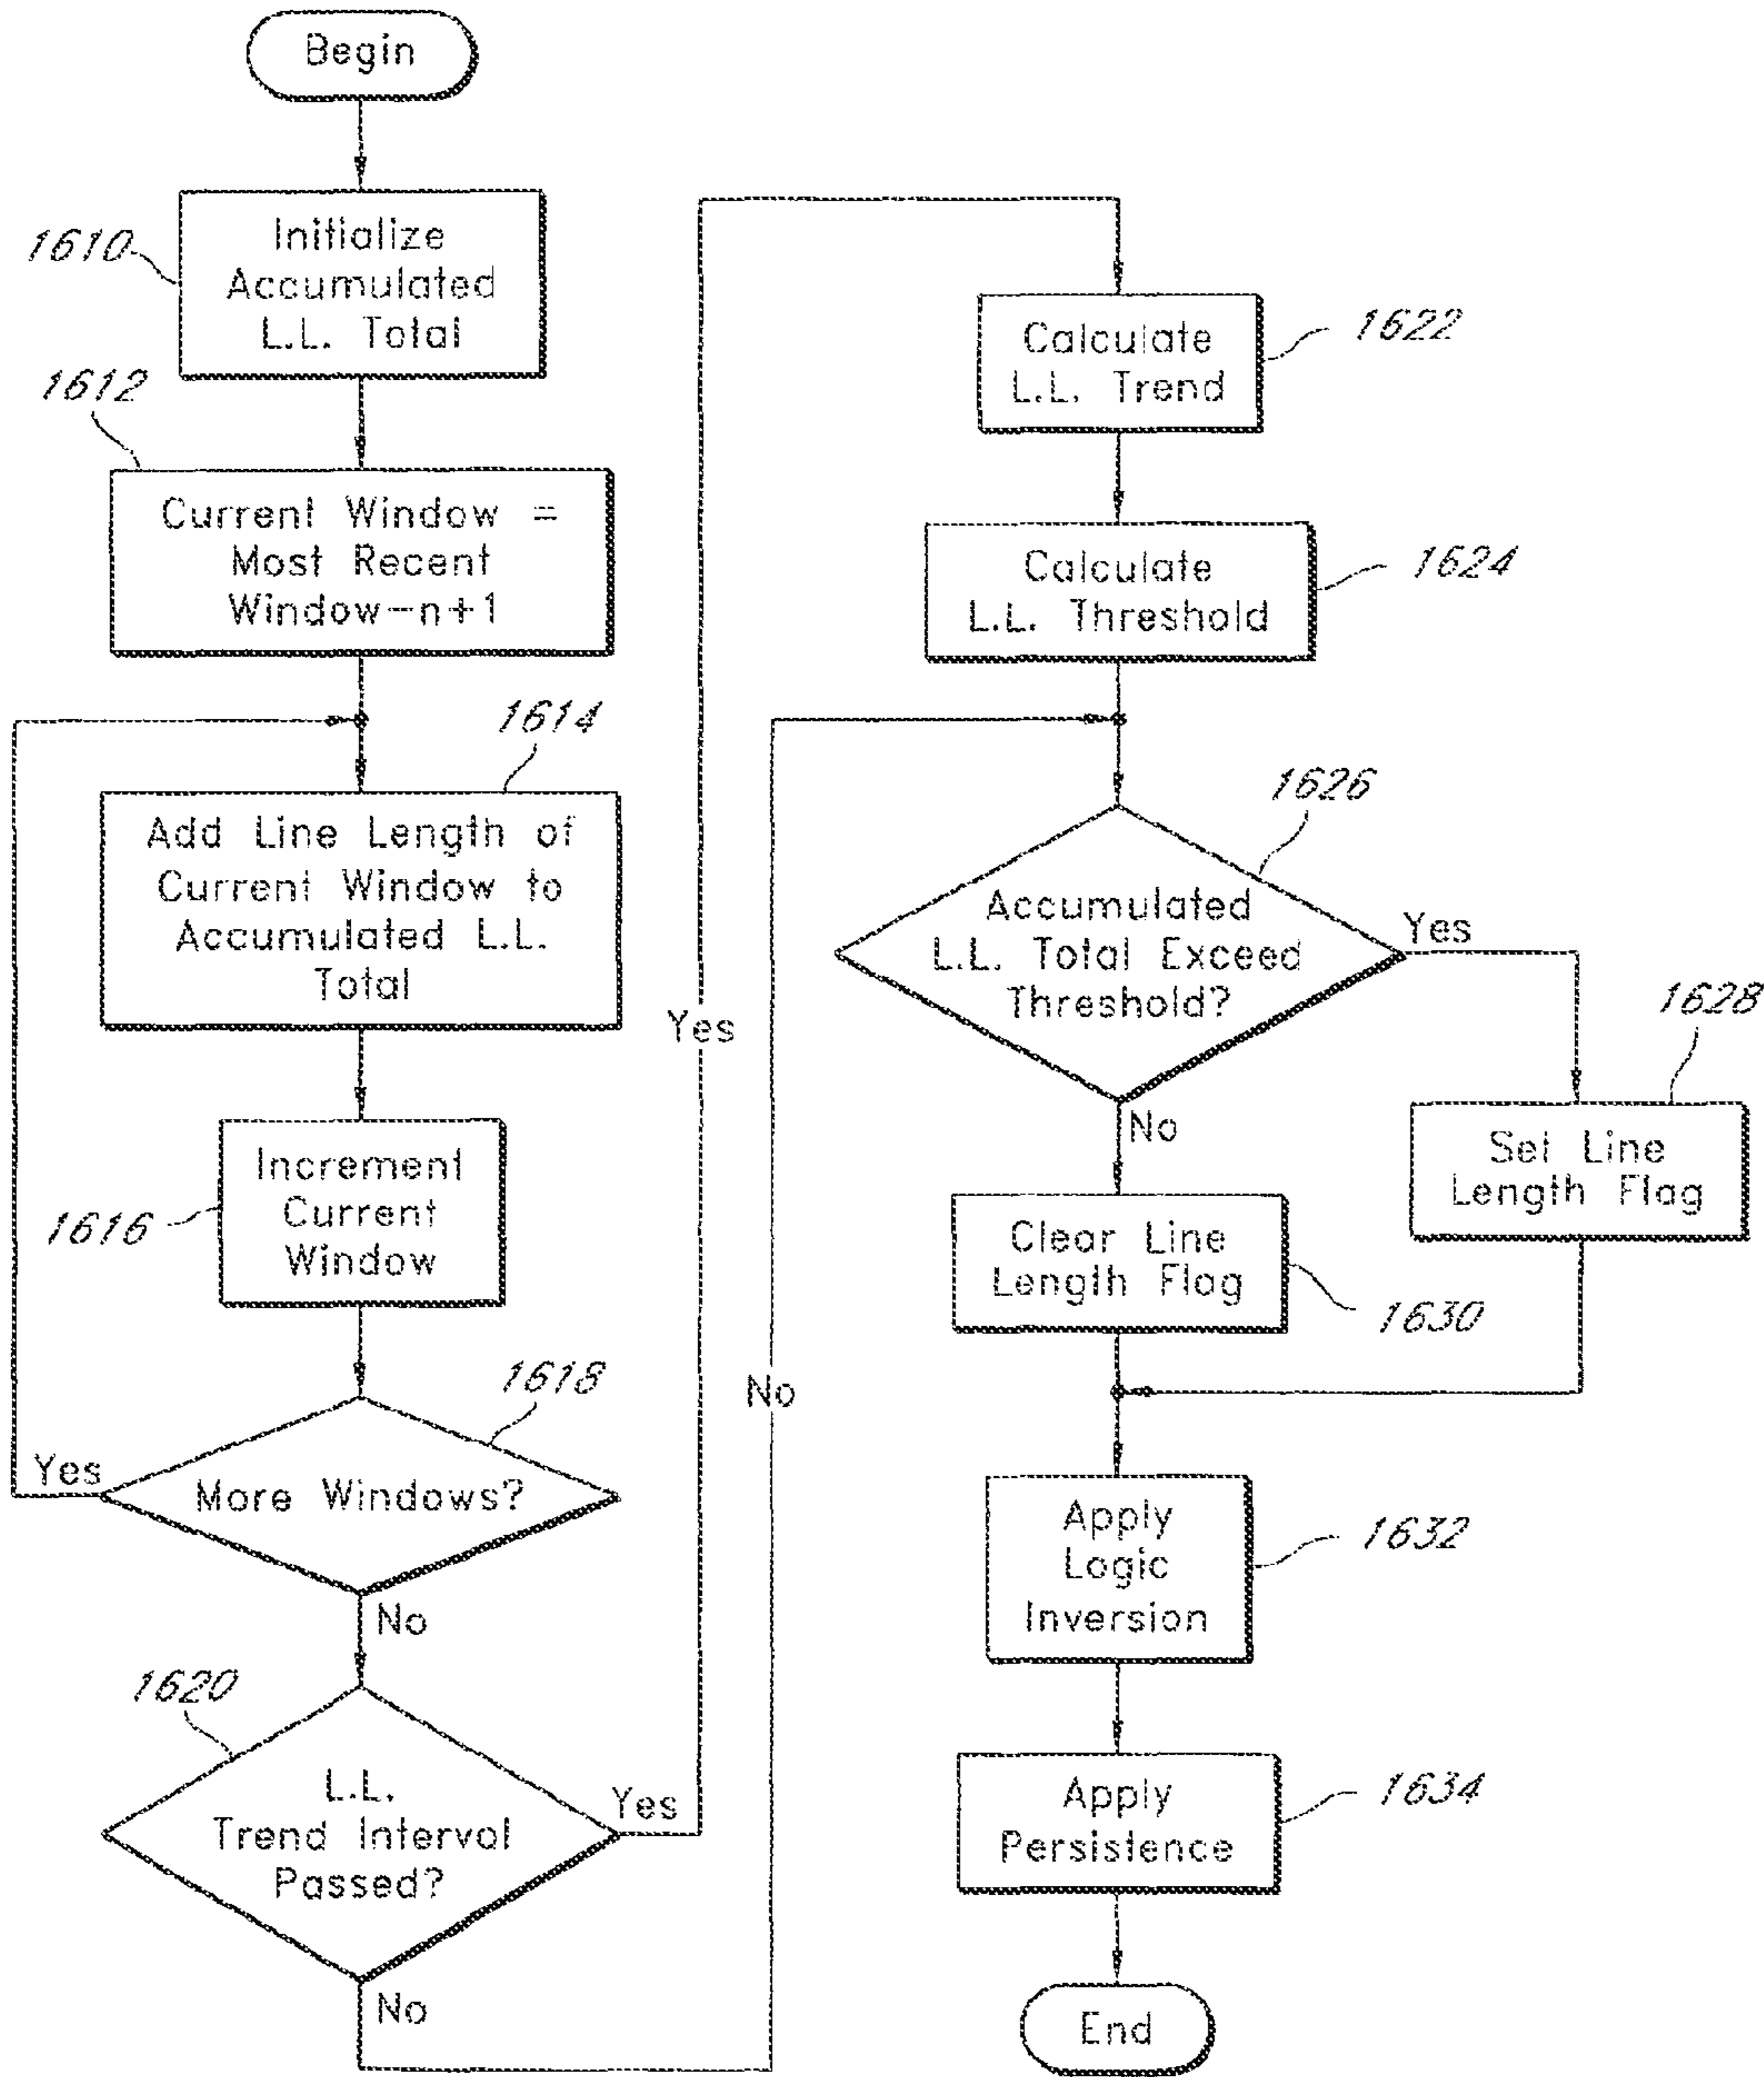 Begin
1610
Initialize
Accumulated
L.L. Total
1612
Current Window =
Most Recent
Window-n+1
1614
Add Line Length of
Current Window to
Accumulated L.L.
Total
1616
Increment
Current
Window
1618
More Windows?
Yes
No
1620
L.L.
Trend Interval
Passed?
Yes
No
Yes
No
1622
Calculate
L.L. Trend
1624
Calculate
L.L. Threshold
1626
Accumulated
L.L. Total Exceed
Threshold?
Yes
No
1628
Set Line
Length Flag
1630
Clear Line
Length Flag
1632
Apply
Logic
Inversion
1634
Apply
Persistence
End